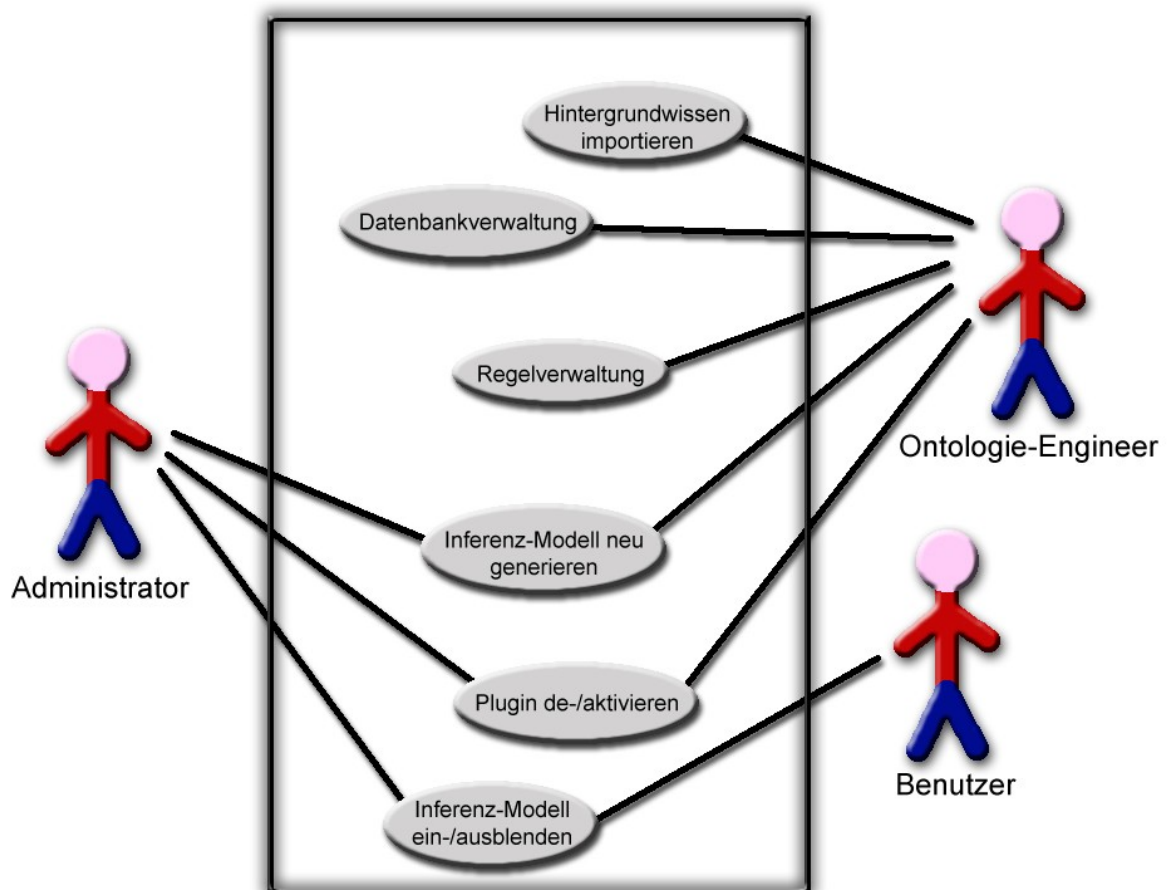 Hintergrundwissen
importieren
Datenbankverwaltung
Regelverwaltung
Ontologie-Engineer
Inferenz-Modell neu
generieren
Administrator
Plugin de-/aktivieren
Benutzer
Inferenz-Modell
ein-/ausblenden